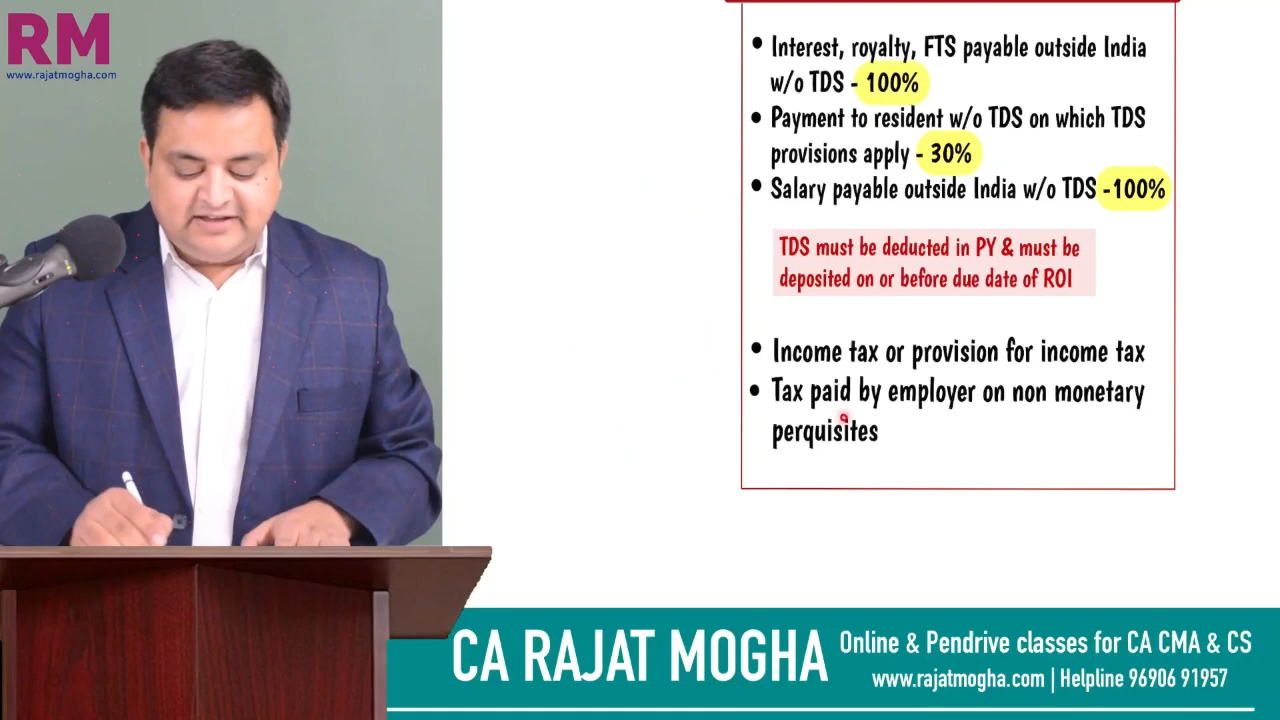 RM
www.rajatmogha.com
• Interest, royalty, FTS payable outside India
w/o TDS - 100%
• Payment to resident w/o TDS on which TDS
provisions apply - 30%
• Salary payable outside India w/o TDS -100%
TDS must be deducted in PY & must be
deposited on or before due date of ROI
• Income tax or provision for income tax
• Tax paid by employer on non monetary
perquisites
CA RAJAT MOGHA
Online & Pendrive classes for CA CMA & CS
www.rajatmogha.com | Helpline 96906 91957